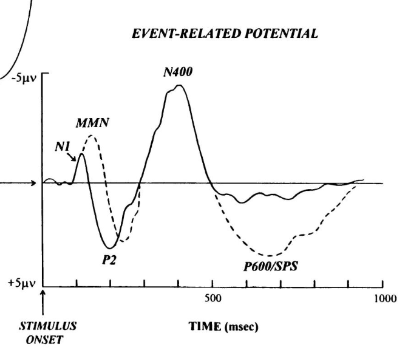 EVENT-RELATED POTENTIAL
N400
-5μv
MMN
N1
P2
P600/SPS
+5μv
500
1000
STIMULUS
ONSET
TIME (msec)